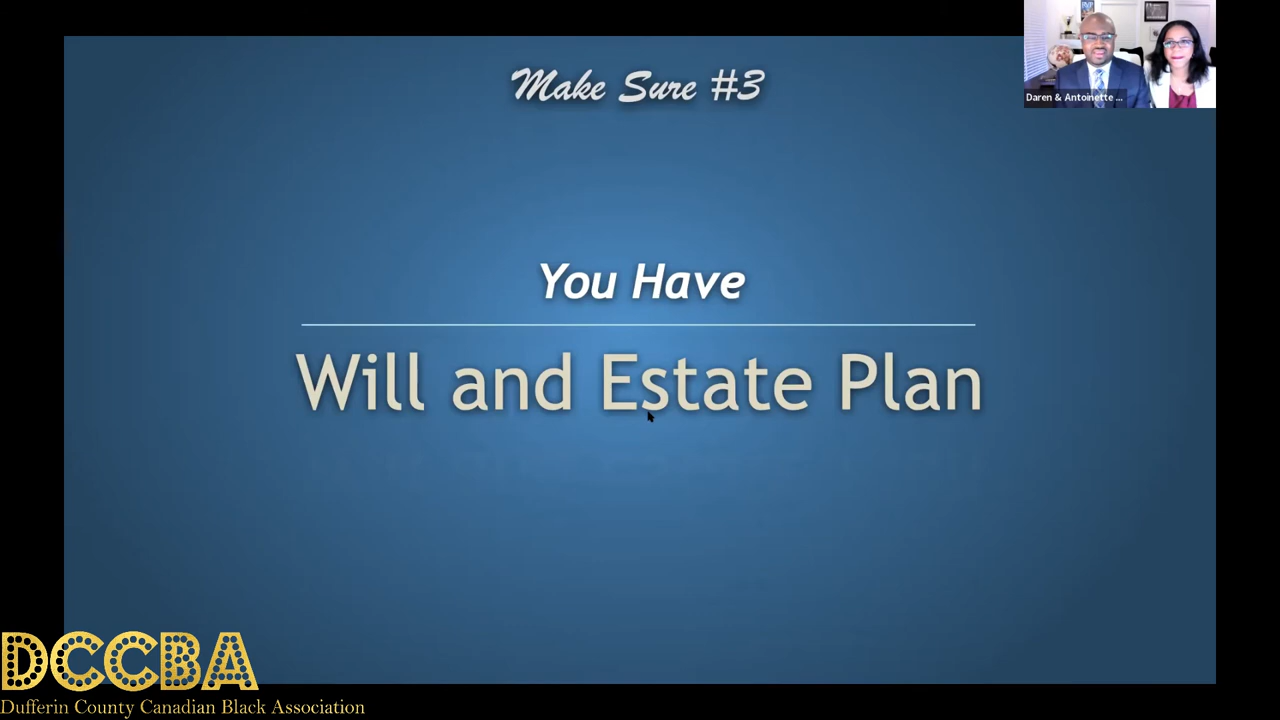 Make Sure #3
Daren & Antoinette ...
You Have
Will and Estate Plan
DCCBA
Dufferin County Canadian Black Association